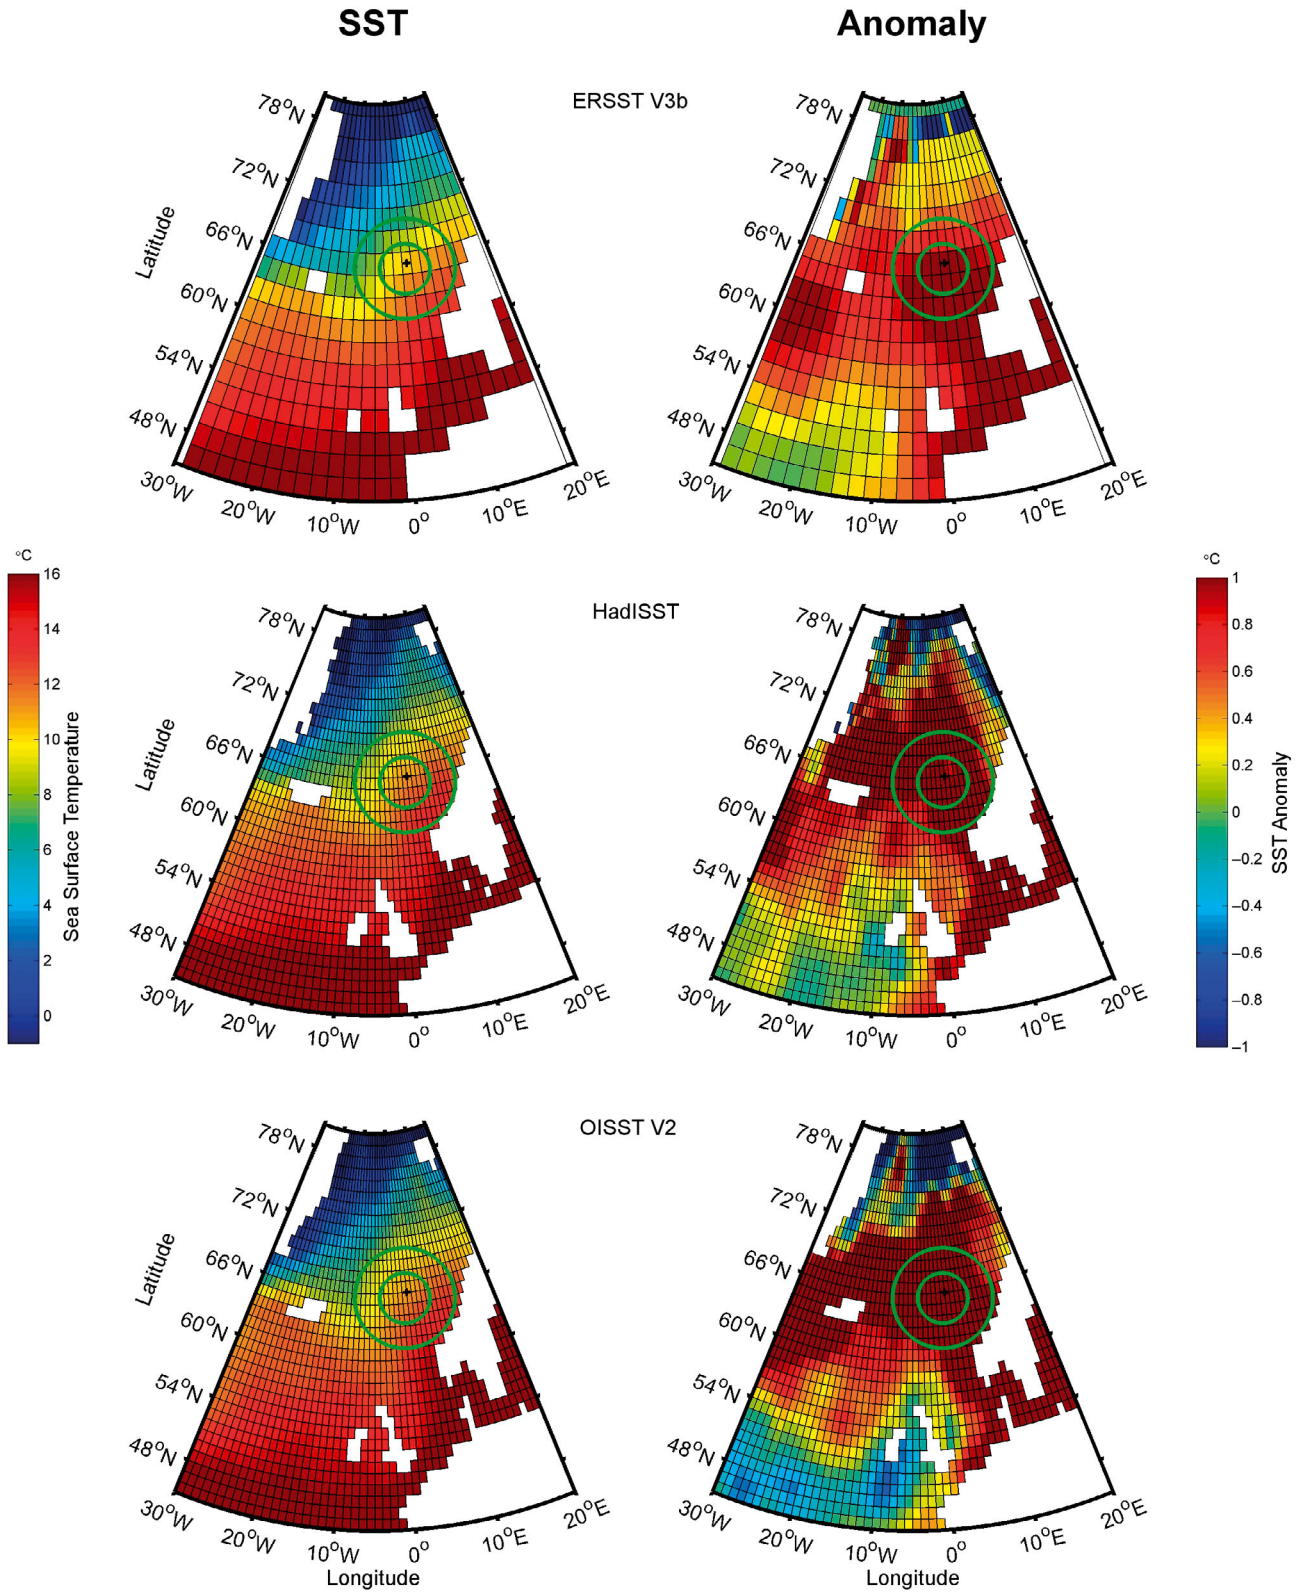 SST
Anomaly
ERSST V3b
78°N
72°N
66°N
60°N
54°N
48°N
30°W
20°W
10°W
0°
10°E
20°E
Latitude
78°N
72°N
66°N
60°N
54°N
48°N
30°W
20°W
10°W
0°
10°E
20°E
°C
16
14
12
10
8
6
4
2
0
Sea Surface Temperature
HadISST
78°N
72°N
66°N
60°N
54°N
48°N
30°W
20°W
10°W
0°
10°E
20°E
Latitude
78°N
72°N
66°N
60°N
54°N
48°N
30°W
20°W
10°W
0°
10°E
20°E
°C
1
0.8
0.6
0.4
0.2
0
–0.2
–0.4
–0.6
–0.8
–1
SST Anomaly
OISST V2
78°N
72°N
66°N
60°N
54°N
48°N
30°W
20°W
10°W
0°
10°E
20°E
Latitude
Longitude
78°N
72°N
66°N
60°N
54°N
48°N
30°W
20°W
10°W
0°
10°E
20°E
Longitude